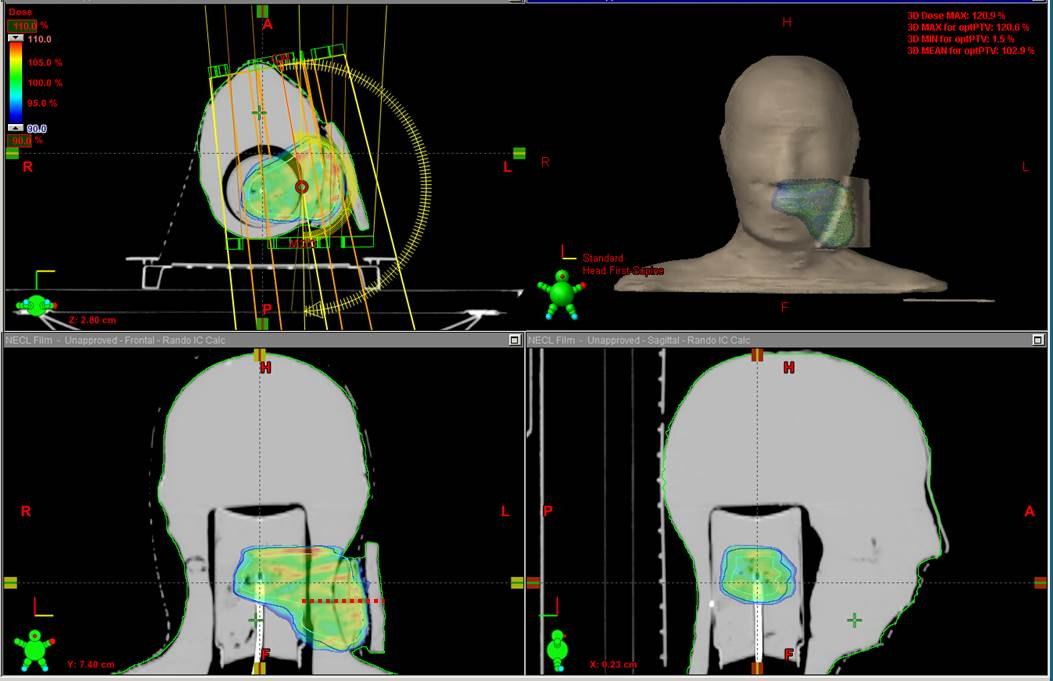 Dose
110.0 %
110.0
105.0 %
100.0 %
95.0 %
90.0
90.0 %
A
R
L
P
Z: 2.80 cm
H
3D Dose MAX: 120.9 %
3D MAX for optPTV: 120.6 %
3D MIN for optPTV: 1.5 %
3D MEAN for optPTV: 102.9 %
R
L
Standard
Head First-Supine
F
NECL Film - Unapproved - Frontal - Rando IC Calc
H
R
L
F
Y: 7.40 cm
NECL Film - Unapproved - Sagittal - Rando IC Calc
H
P
A
F
X: 0.23 cm